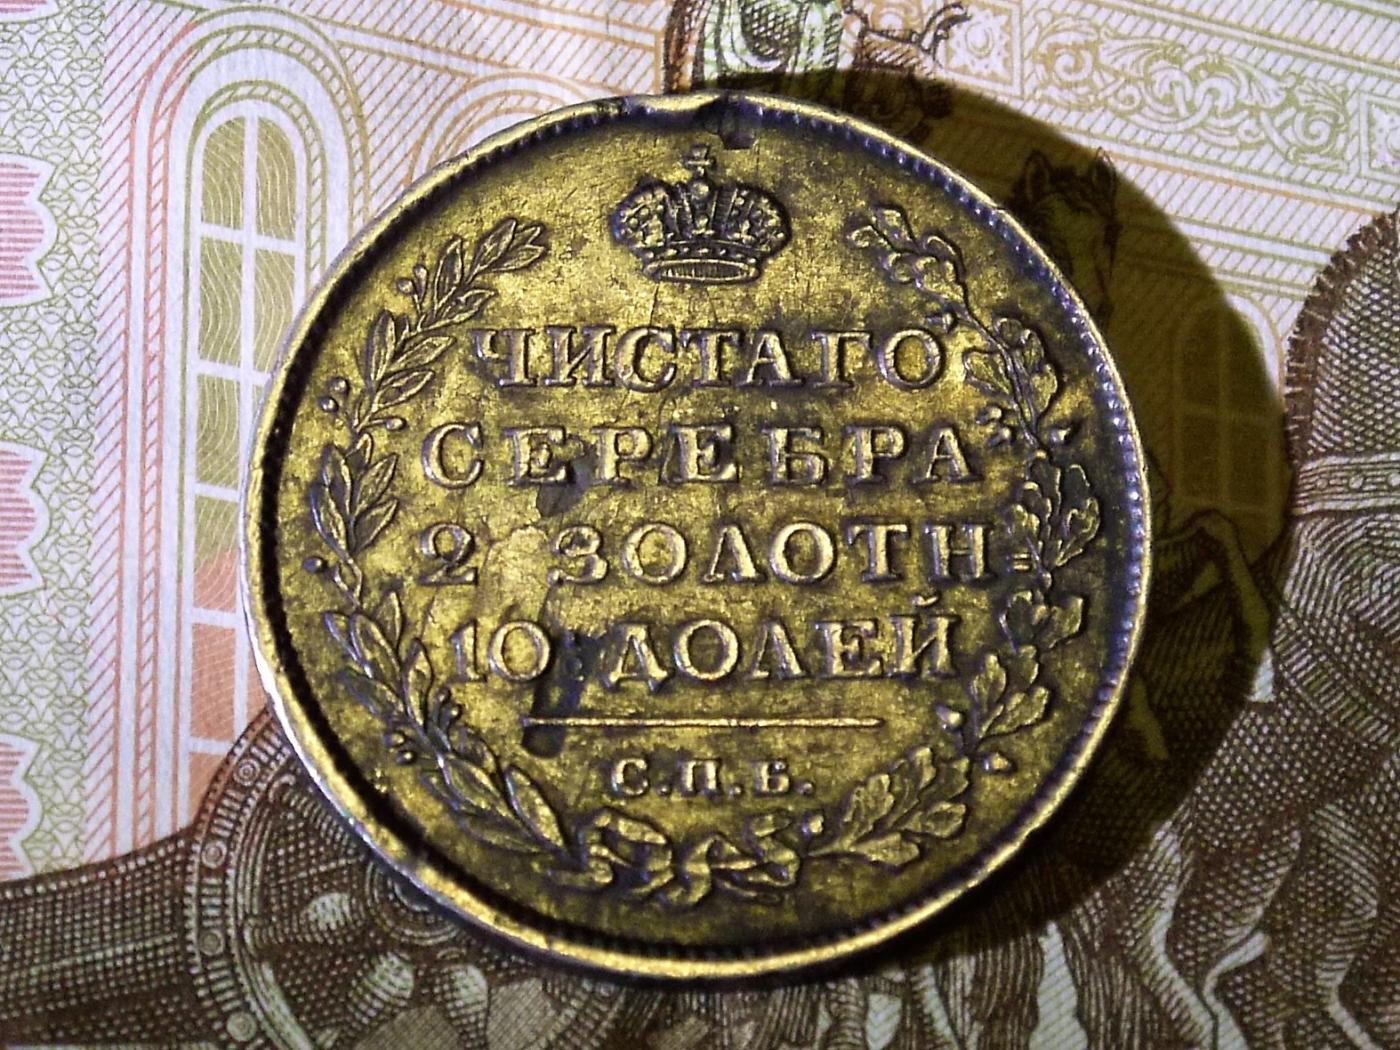 ЧИСТАГО
СЕРЕБРА
2 ЗОЛОТН=
10: ДОЛЕЙ
С.П.Б.